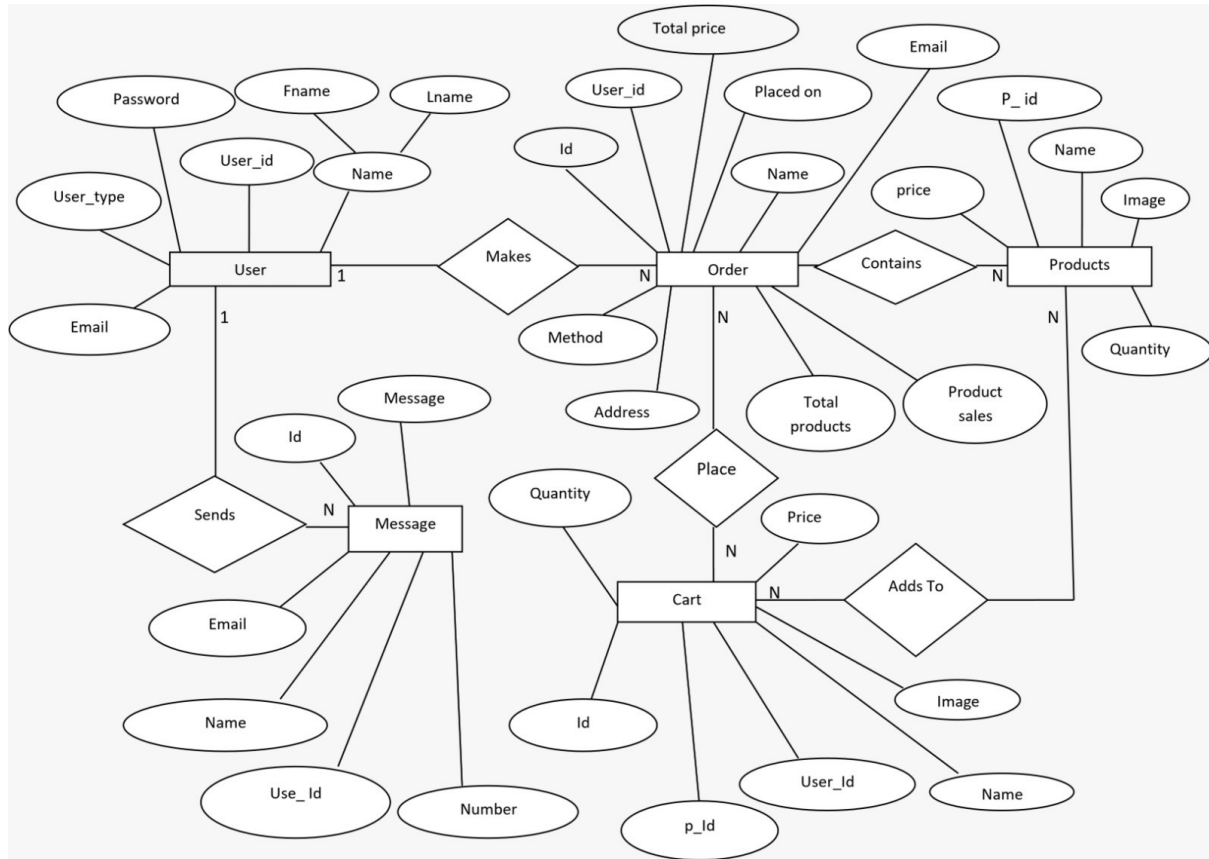 Total price
Email
Fname
Lname
Password
User_id
Placed on
P_ id
User_id
Name
Id
Name
Name
User_type
price
Image
Makes
Contains
User
1
N
Order
N
Products
Email
1
Method
N
N
Quantity
Message
Address
Total
products
Product
sales
Id
Place
Quantity
Price
Sends
N
Message
N
Adds To
Cart
N
Email
Image
Name
Id
User_Id
Name
Use_ Id
Number
p_Id